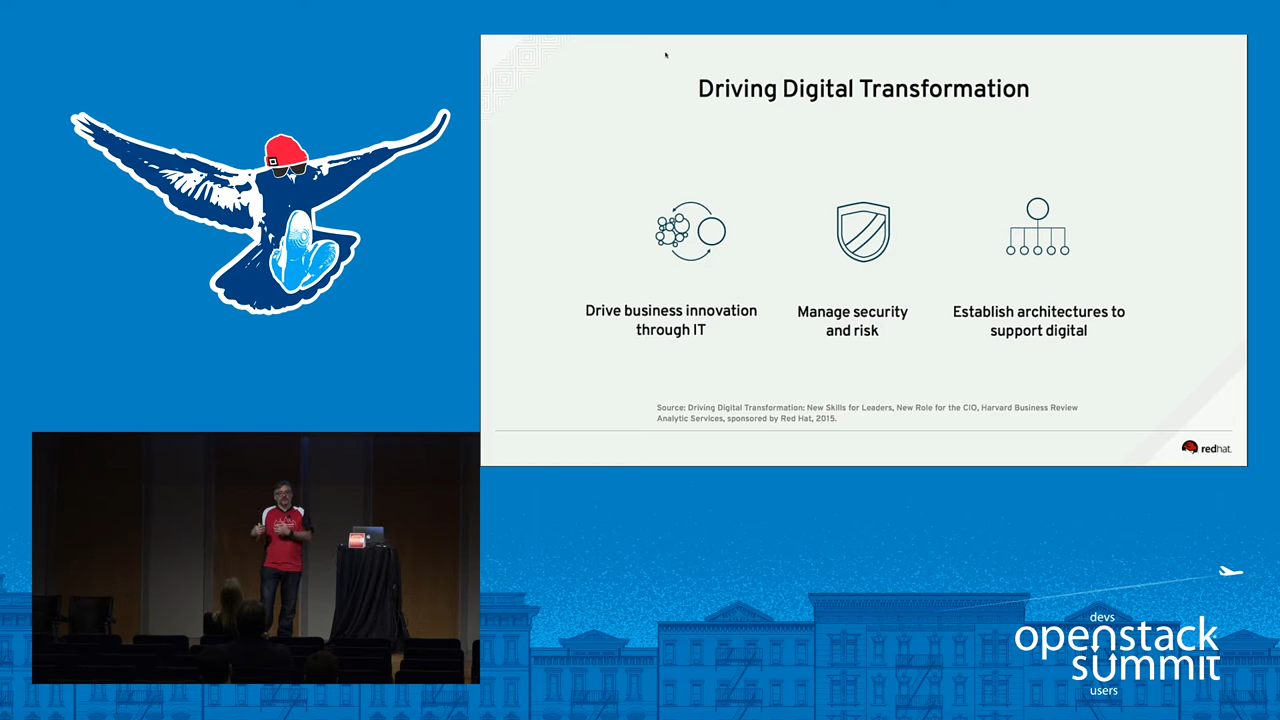 Driving Digital Transformation
Drive business innovation
through IT
Manage security
and risk
Establish architectures to
support digital
Source: Driving Digital Transformation: New Skills for Leaders, New Role for the CIO, Harvard Business Review
Analytic Services, sponsored by Red Hat, 2015.
redhat.
devs
openstack
summit
users